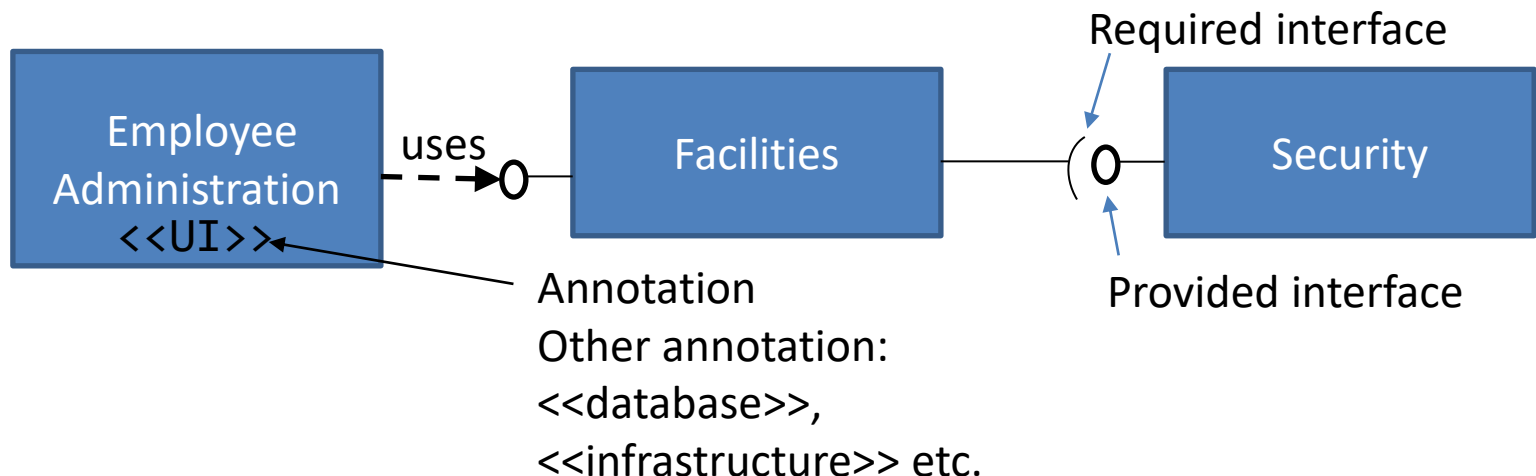 Required interface
Employee
Administration
<<UI>>
uses
Facilities
Security
Annotation
Other annotation:
<<database>>,
<<infrastructure>> etc.
Provided interface